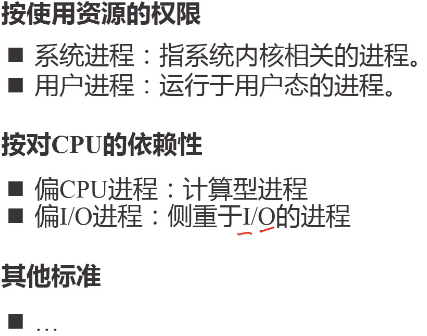 按使用资源的权限
■ 系统进程：指系统内核相关的进程。
■ 用户进程：运行于用户态的进程。
按对CPU的依赖性
■ 偏CPU进程：计算型进程
■ 偏I/O进程：侧重于I/O的进程
其他标准
■ …